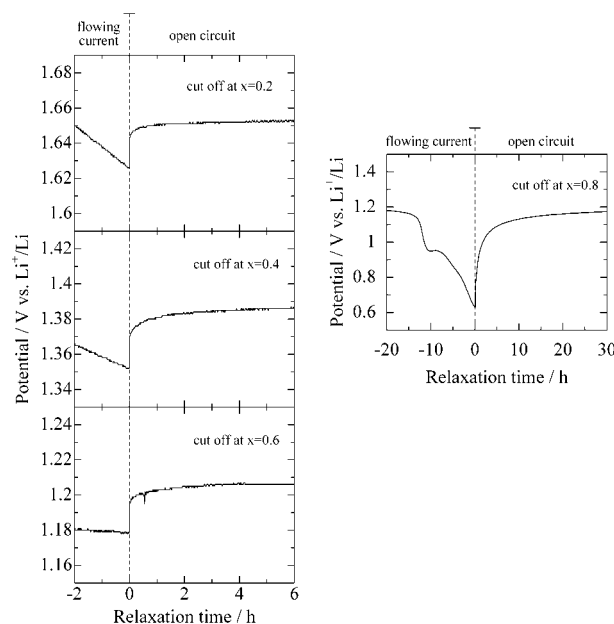 flowing
current
open circuit
1.68
cut off at x=0.2
1.66
1.64
1.62
1.6
1.42
cut off at x=0.4
1.38
1.34
1.24
cut off at x=0.6
1.22
1.2
1.18
1.16
-2
0
2
4
6
Potential / V vs. Li+/Li
Relaxation time / h
flowing current
open circuit
cut off at x=0.8
1.4
1.2
1
0.8
0.6
-20
-10
0
10
20
30
Potential / V vs. Li+/Li
Relaxation time / h